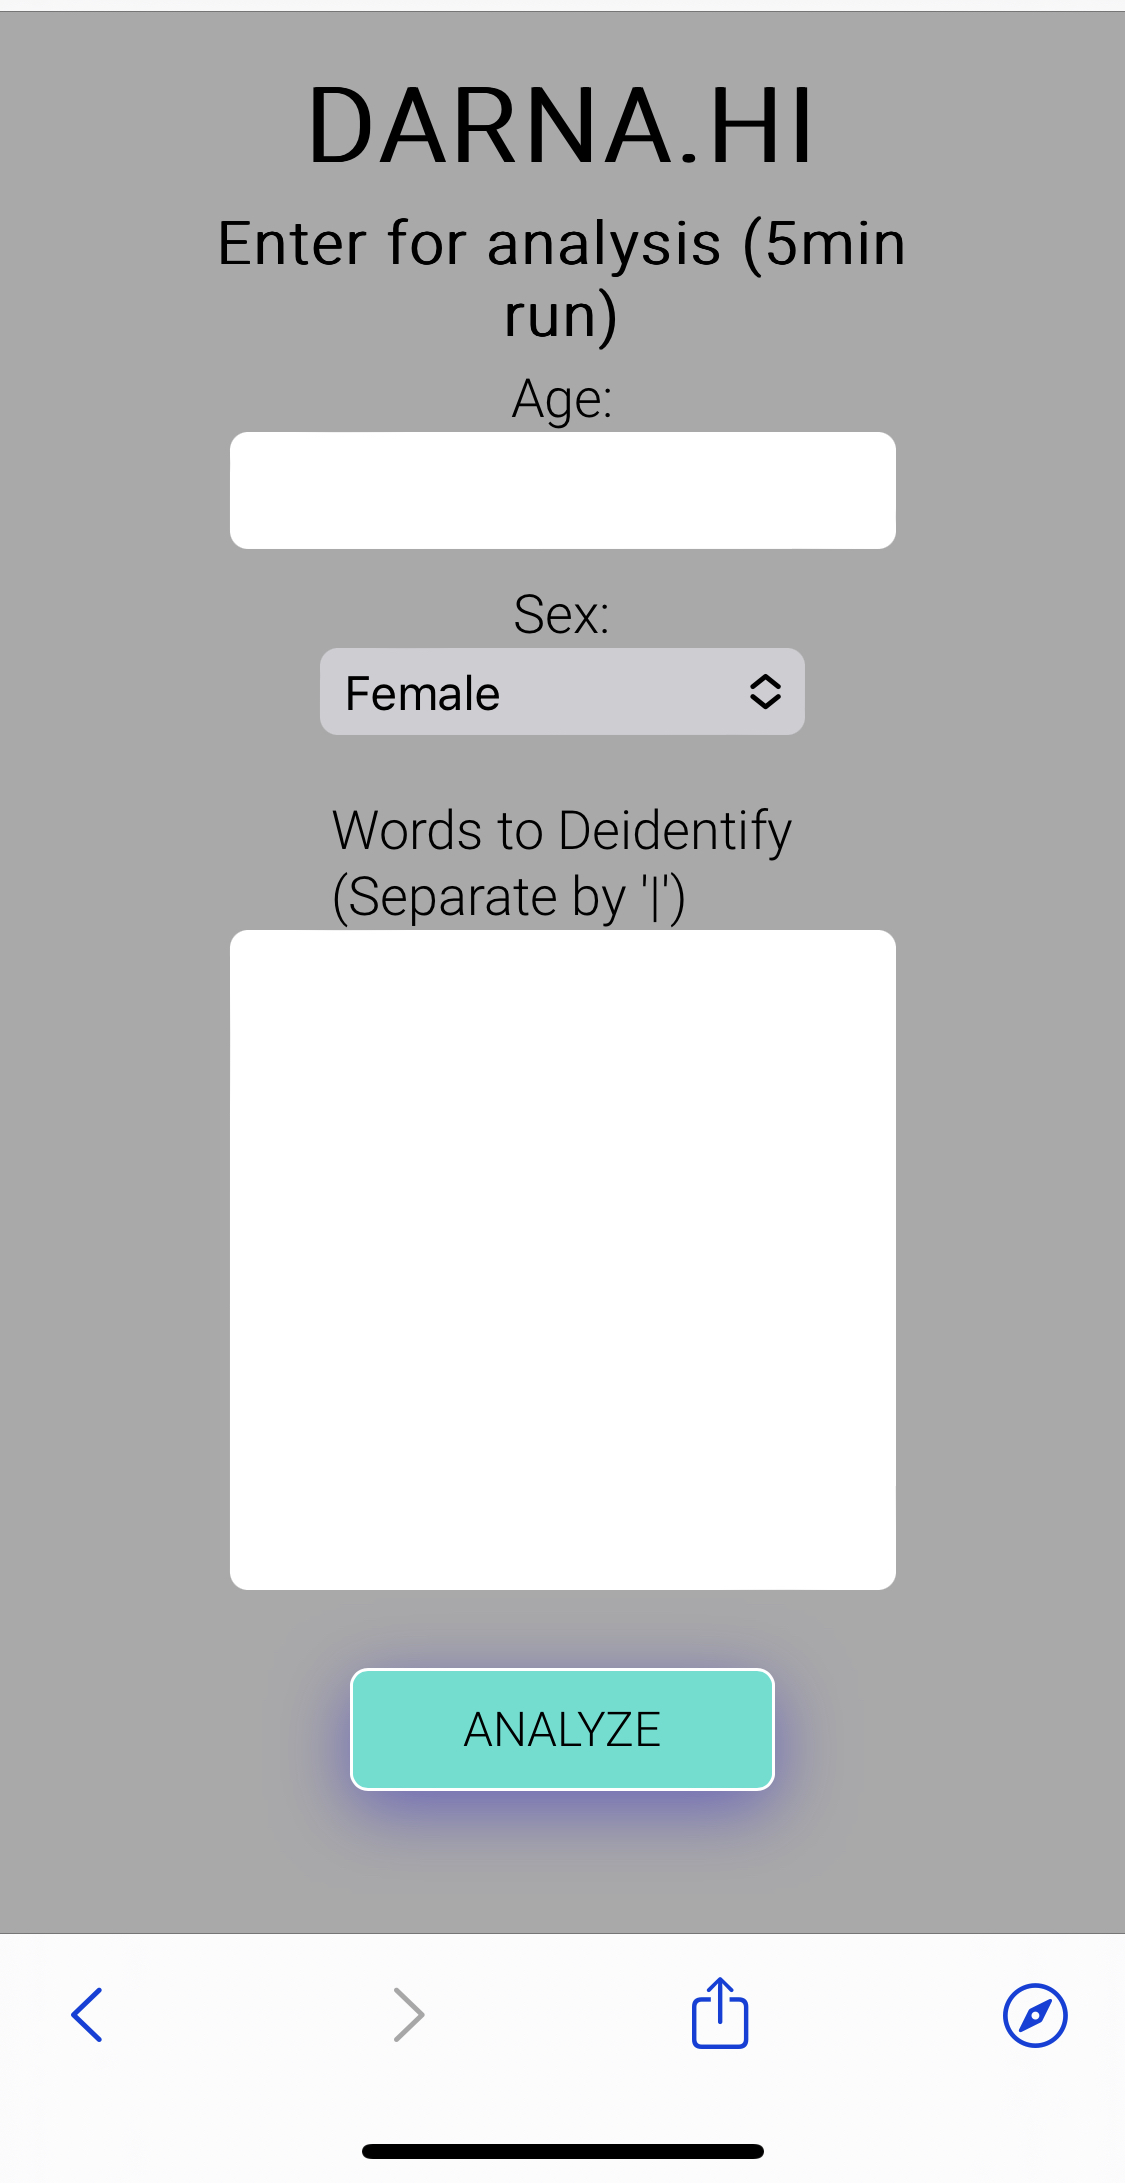 DARNA.HI
Enter for analysis (5min
run)
Age:
Sex:
Female
Words to Deidentify
(Separate by '|')
ANALYZE